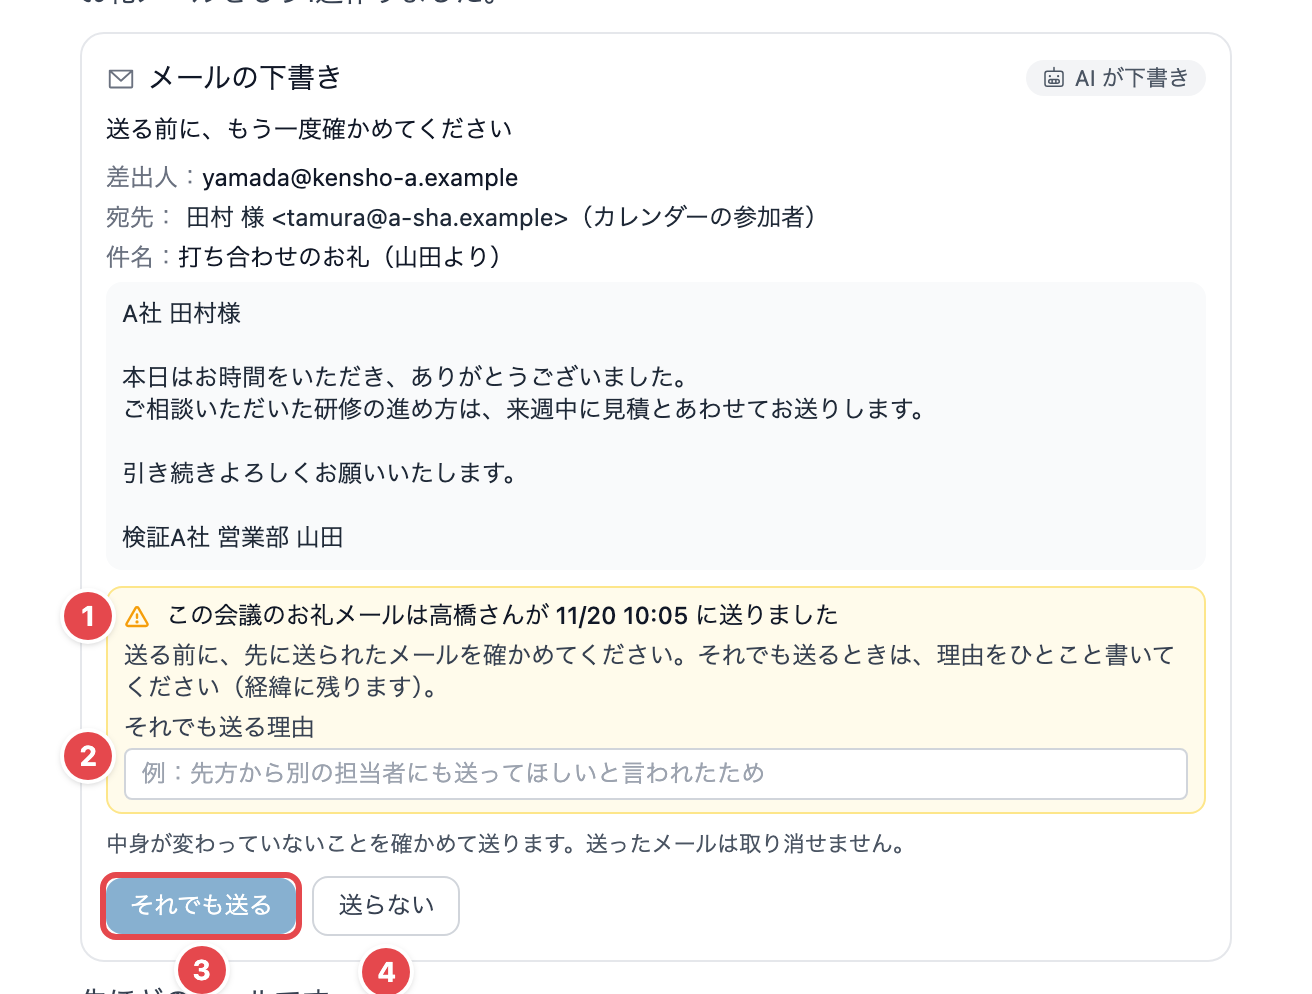 メールの下書き
AI が下書き
送る前に、もう一度確かめてください
差出人：yamada@kensho-a.example
宛先： 田村 様 <tamura@a-sha.example>（カレンダーの参加者）
件名：打ち合わせのお礼（山田より）
A社 田村様
本日はお時間をいただき、ありがとうございました。
ご相談いただいた研修の進め方は、来週中に見積とあわせてお送りします。
引き続きよろしくお願いいたします。
検証A社 営業部 山田
1
この会議のお礼メールは高橋さんが 11/20 10:05 に送りました
送る前に、先に送られたメールを確かめてください。それでも送るときは、理由をひとこと書いて
ください（経緯に残ります）。
それでも送る理由
2
例：先方から別の担当者にも送ってほしいと言われたため
中身が変わっていないことを確かめて送ります。送ったメールは取り消せません。
それでも送る
送らない
3
4